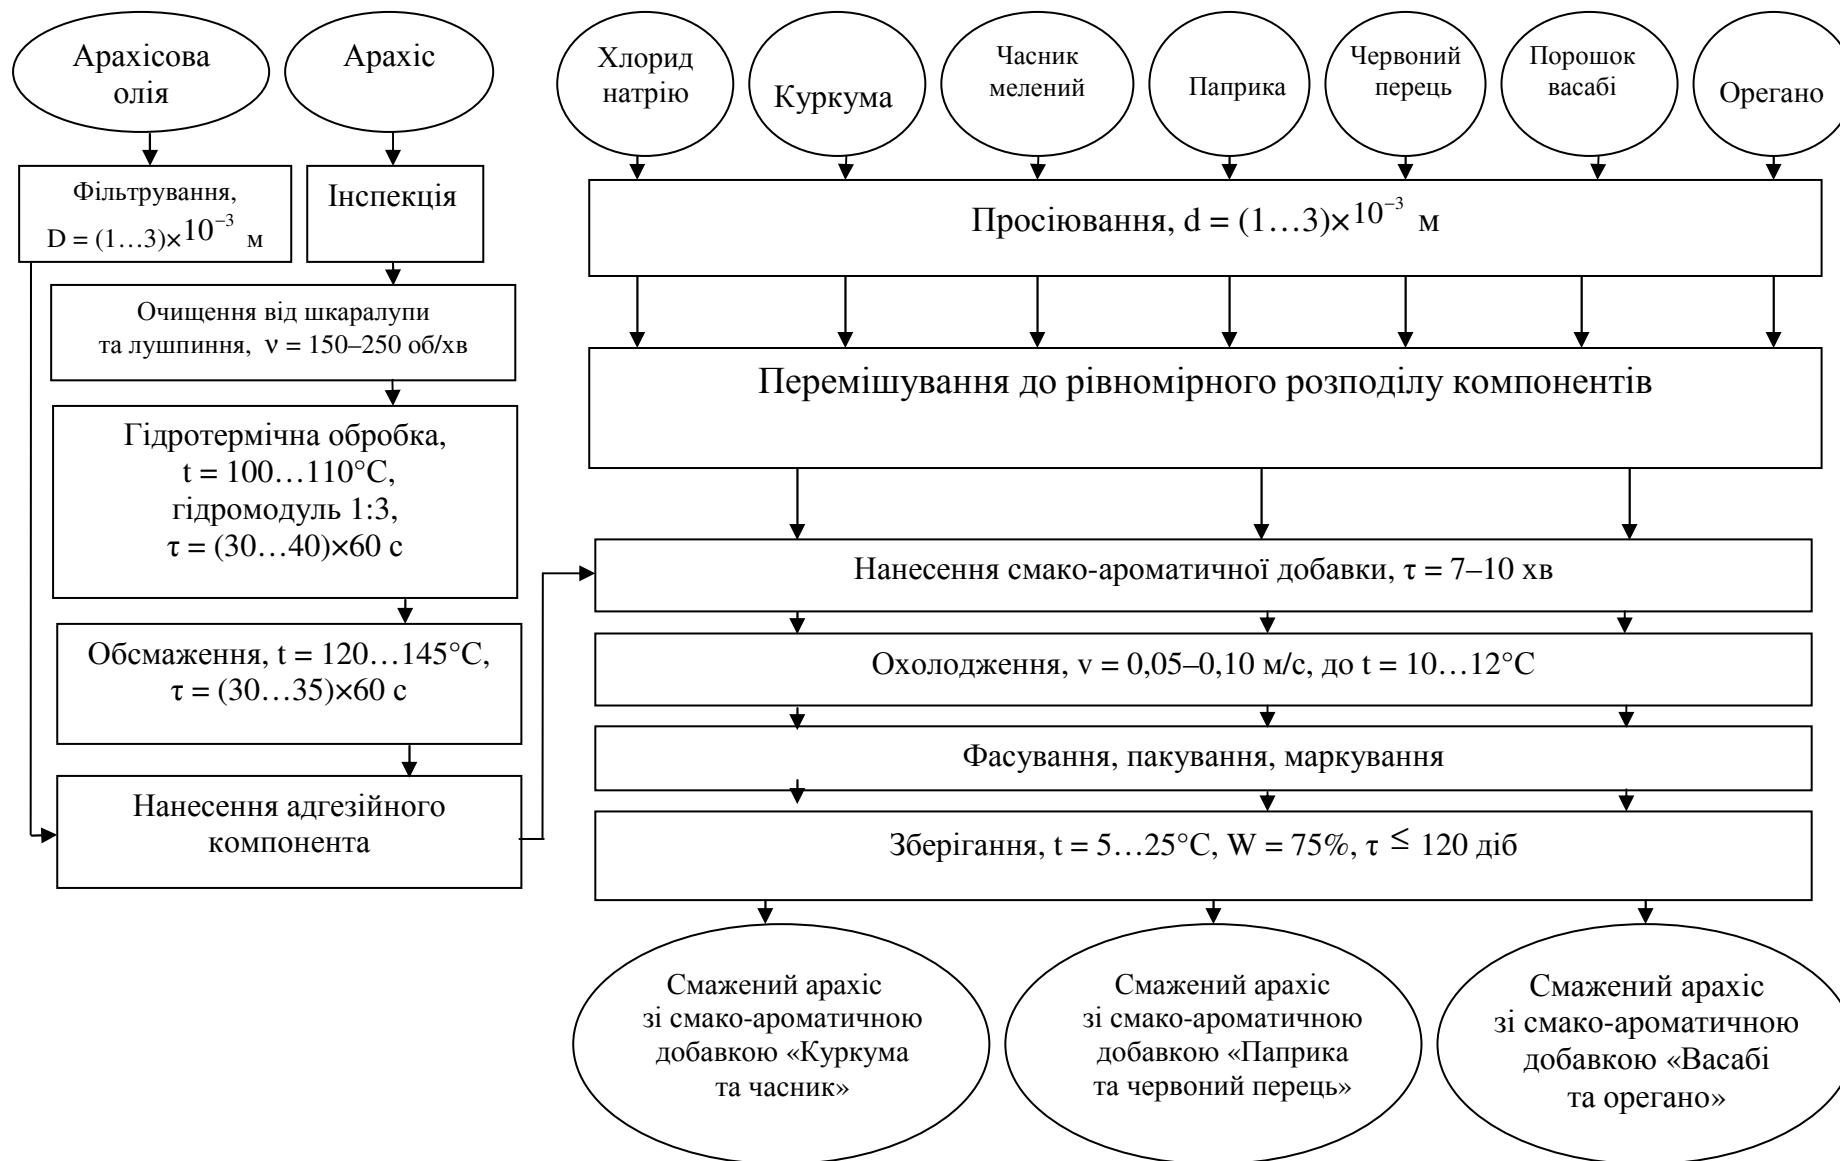 Арахісова
олія
Арахіс
Хлорид
натрію
Куркума
Часник
мелений
Паприка
Червоний
перець
Порошок
васабі
Орегано
Фільтрування,
D = (1…3)×10⁻³ м
Інспекція
Просіювання, d = (1…3)×10⁻³ м
Очищення від шкаралупи
та лушпиння, ν = 150–250 об/хв
Перемішування до рівномірного розподілу компонентів
Гідротермічна обробка,
t = 100…110°С,
гідромодуль 1:3,
τ = (30…40)×60 с
Нанесення смако-ароматичної добавки, τ = 7–10 хв
Обсмаження, t = 120…145°С,
τ = (30…35)×60 с
Охолодження, v = 0,05–0,10 м/с, до t = 10…12°С
Фасування, пакування, маркування
Нанесення адгезійного
компонента
Зберігання, t = 5…25°С, W = 75%, τ ≤ 120 діб
Смажений арахіс
зі смако-ароматичною
добавкою «Куркума
та часник»
Смажений арахіс
зі смако-ароматичною
добавкою «Паприка
та червоний перець»
Смажений арахіс
зі смако-ароматичною
добавкою «Васабі
та орегано»